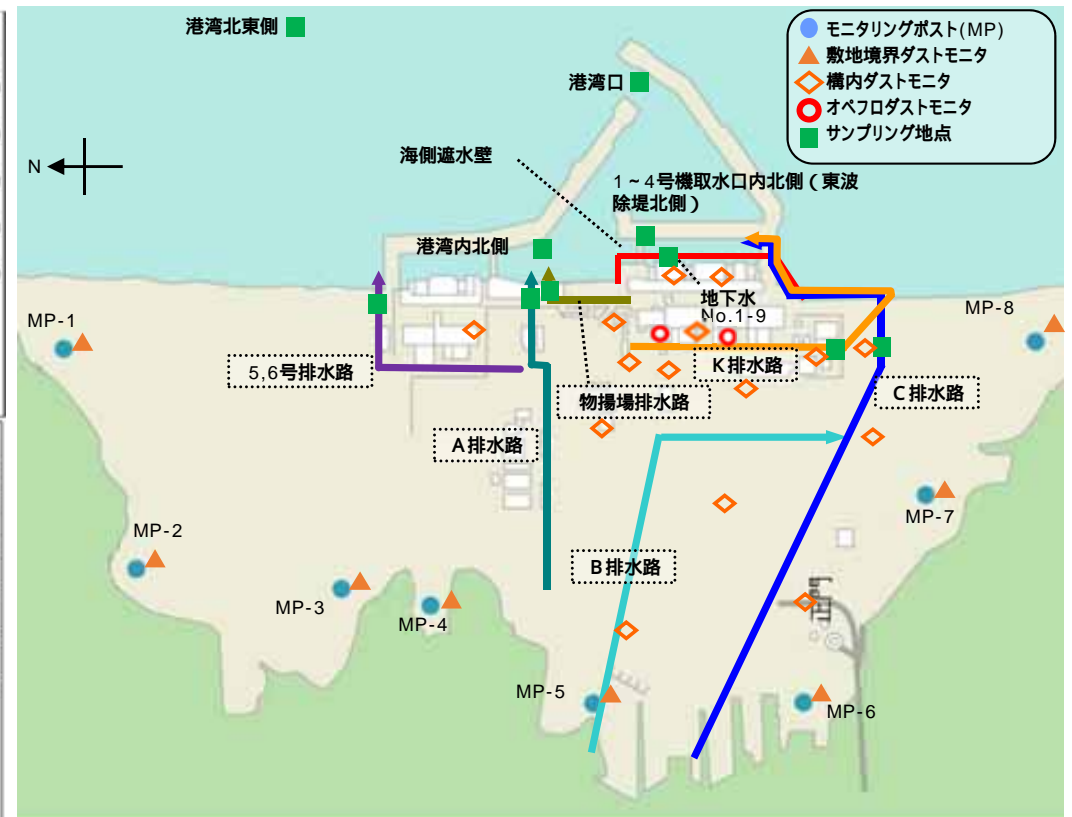 港湾北東側
モニタリングポスト(MP)
敷地境界ダストモニタ
構内ダストモニタ
オペフロダストモニタ
サンプリング地点
港湾口
N
海側遮水壁
1~4号機取水口内北側(東波
除堤北側)
港湾内北側
地下水
No.1-9
MP-1
MP-8
5,6号排水路
K排水路
C排水路
物揚場排水路
A排水路
MP-7
MP-2
B排水路
MP-3
MP-4
正門
MP-5
MP-6